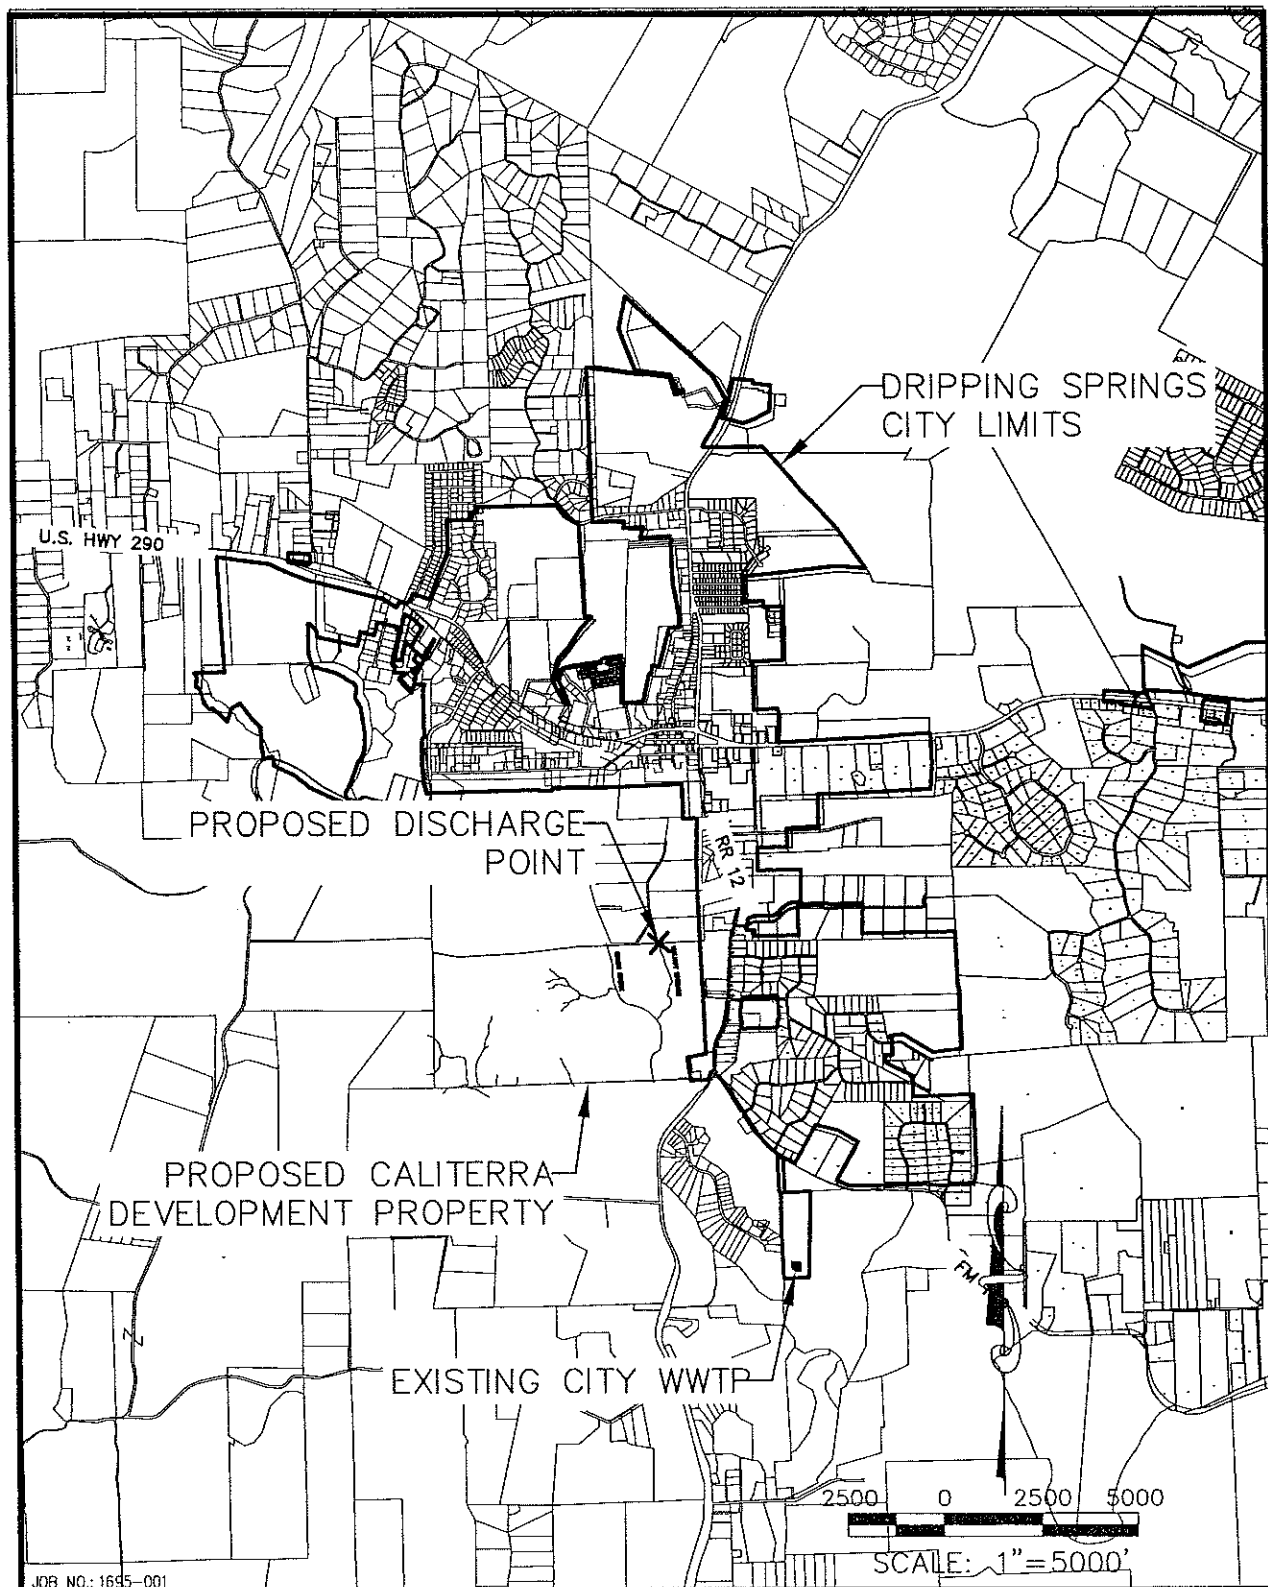 DRIPPING SPRINGS
CITY LIMITS
U.S. HWY 290
PROPOSED DISCHARGE
POINT
RR 12
PROPOSED CALITERRA
DEVELOPMENT PROPERTY
FM
EXISTING CITY WWTP
2500 0 2500 5000
SCALE: 1"=5000'
JOB NO.: 1695-001